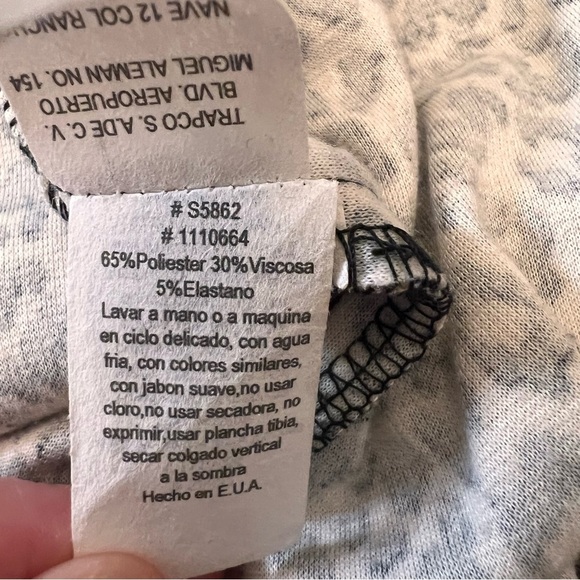 TRAPCO S. A.DE C. V.
BLVD. AEROPUERTO
MIGUEL ALEMAN NO. 154
NAVE 12 COL RANCH
# S5862
# 1110664
65%Poliester 30%Viscosa
5%Elastano
Lavar a mano o a maquina
en ciclo delicado, con agua
fria, con colores similares,
con jabon suave,no usar
cloro,no usar secadora, no
exprimir,usar plancha tibia,
secar colgado vertical
a la sombra
Hecho en E.U.A.